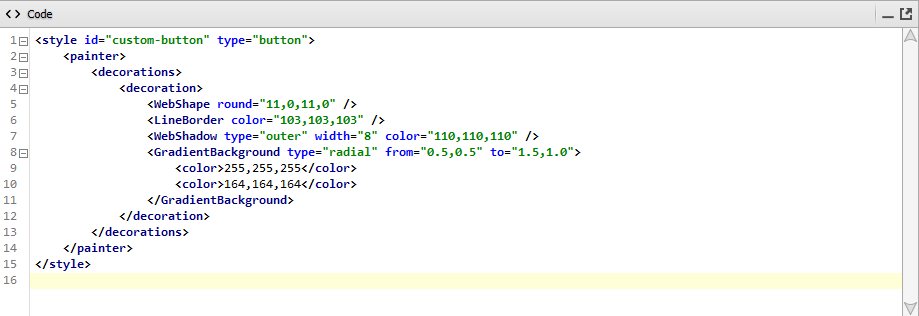 <> Code
1 <style id="custom-button" type="button">
2     <painter>
3         <decorations>
4             <decoration>
5                 <WebShape round="11,0,11,0" />
6                 <LineBorder color="103,103,103" />
7                 <WebShadow type="outer" width="8" color="110,110,110" />
8                 <GradientBackground type="radial" from="0.5,0.5" to="1.5,1.0">
9                     <color>255,255,255</color>
10                     <color>164,164,164</color>
11                 </GradientBackground>
12             </decoration>
13         </decorations>
14     </painter>
15 </style>
16